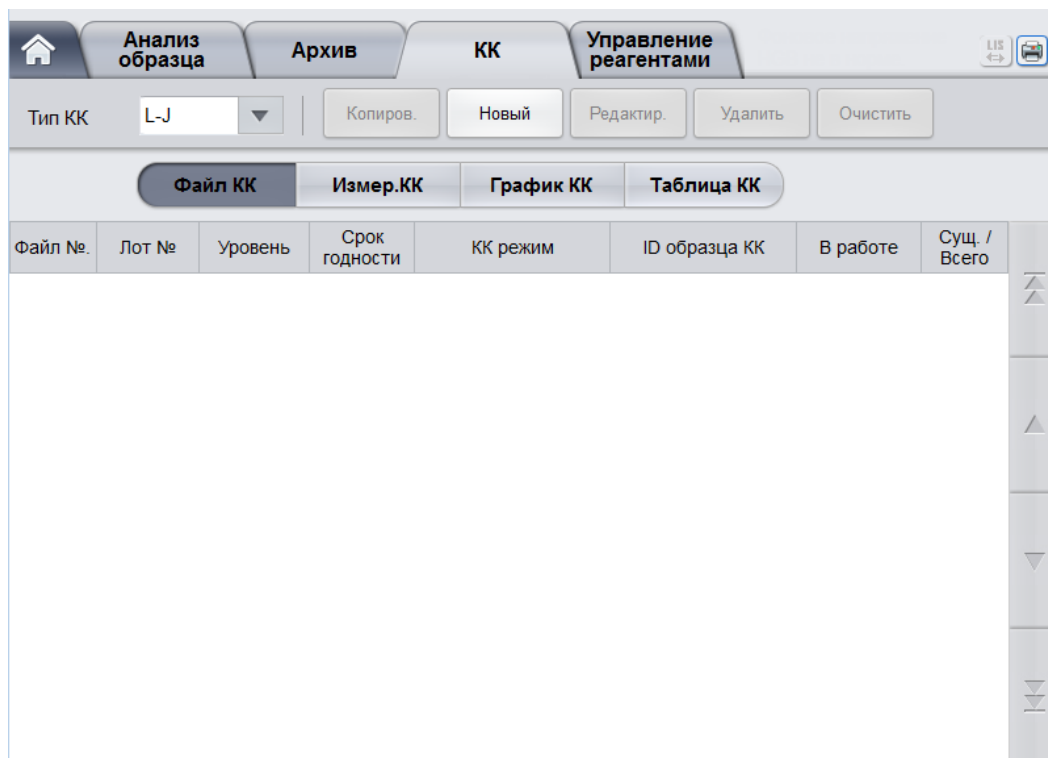 Анализ
образца
Архив
КК
Управление
реагентами
LIS
Тип КК
L-J
Копиров.
Новый
Редактир.
Удалить
Очистить
Файл КК
Измер.КК
График КК
Таблица КК
Файл №.
Лот №
Уровень
Срок
годности
КК режим
ID образца КК
В работе
Сущ. /
Всего